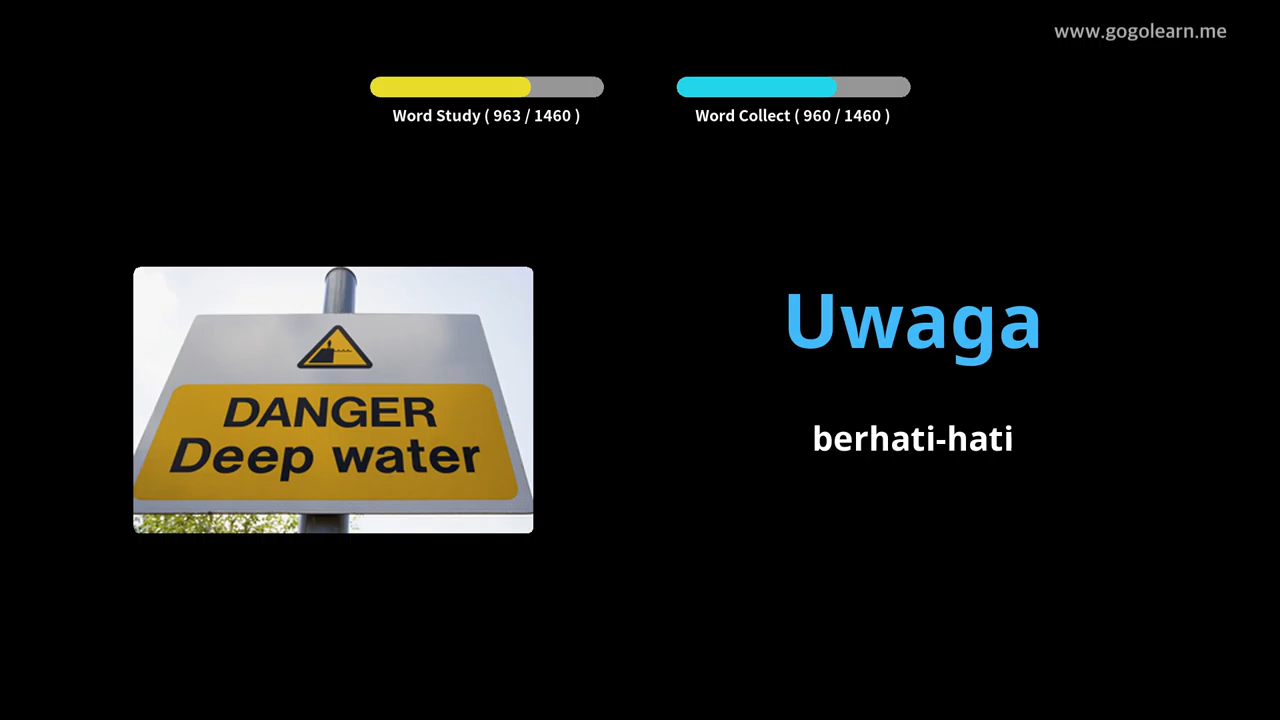 www.gogolearn.me
Word Study ( 963 / 1460 )
Word Collect ( 960 / 1460 )
DANGER
Deep water
Uwaga
berhati-hati